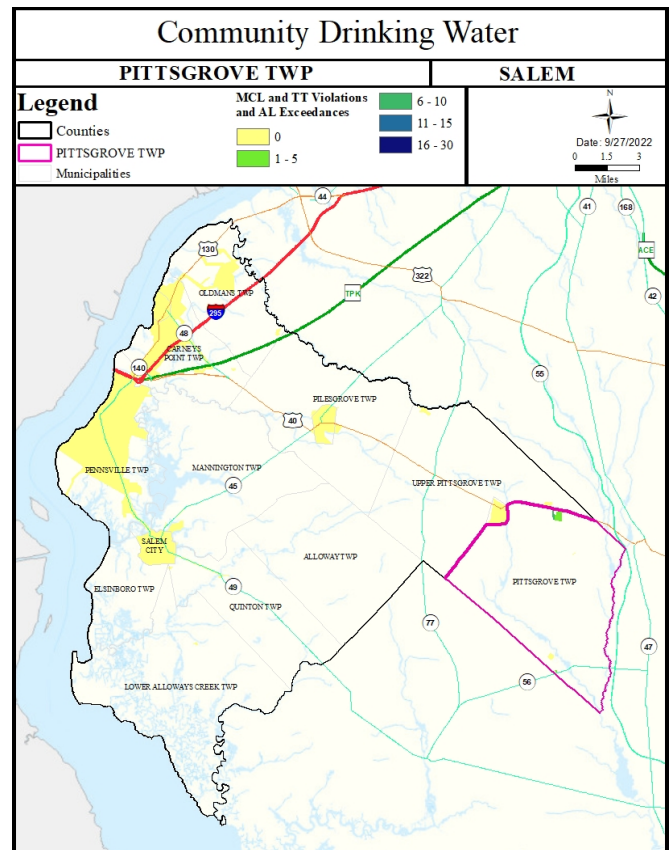 Community Drinking Water
PITTSGROVE TWP
SALEM
Legend
Counties
PITTSGROVE TWP
Municipalities
MCL and TT Violations
and AL Exceedances
0
1 - 5
6 - 10
11 - 15
16 - 30
N
Date: 9/27/2022
0 1.5 3
Miles
44
41
168
130
ACE
322
42
OLDMANS TWP
TPK
295
48
CARNEYS
POINT TWP
140
55
PILESGROVE TWP
40
PENNSVILLE TWP
MANNINGTON TWP
45
UPPER PITTSGROVE TWP
SALEM
CITY
ALLOWAY TWP
PITTSGROVE TWP
ELSINBORO TWP
49
QUINTON TWP
77
47
56
LOWER ALLOWAYS CREEK TWP